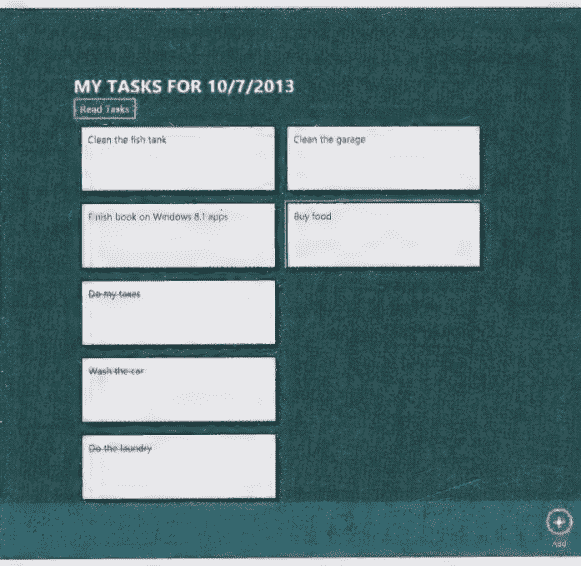 MY TASKS FOR 10/7/2013
Read Tasks
Clean the fish tank
Clean the garage
Finish book on Windows 8.1 apps
Buy food
Do my taxes
Wash the car
Do the laundry
Add